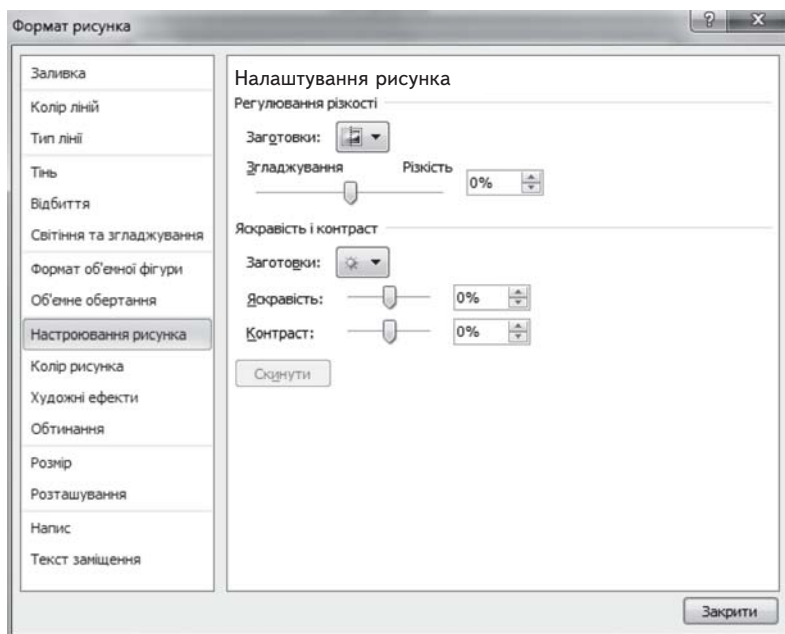 Формат рисунка
?
X
Заливка
Колір ліній
Тип лінії
Тінь
Відбиття
Світіння та згладжування
Формат об'ємної фігури
Об'ємне обертання
Настроювання рисунка
Колір рисунка
Художні ефекти
Обтинання
Розмір
Розташування
Напис
Текст заміщення
Налаштування рисунка
Регулювання різкості
Заготовки:
Згладжування Різкість
0%
Яскравість і контраст
Заготовки:
Яскравість: 0%
Контраст: 0%
Скинути
Закрити